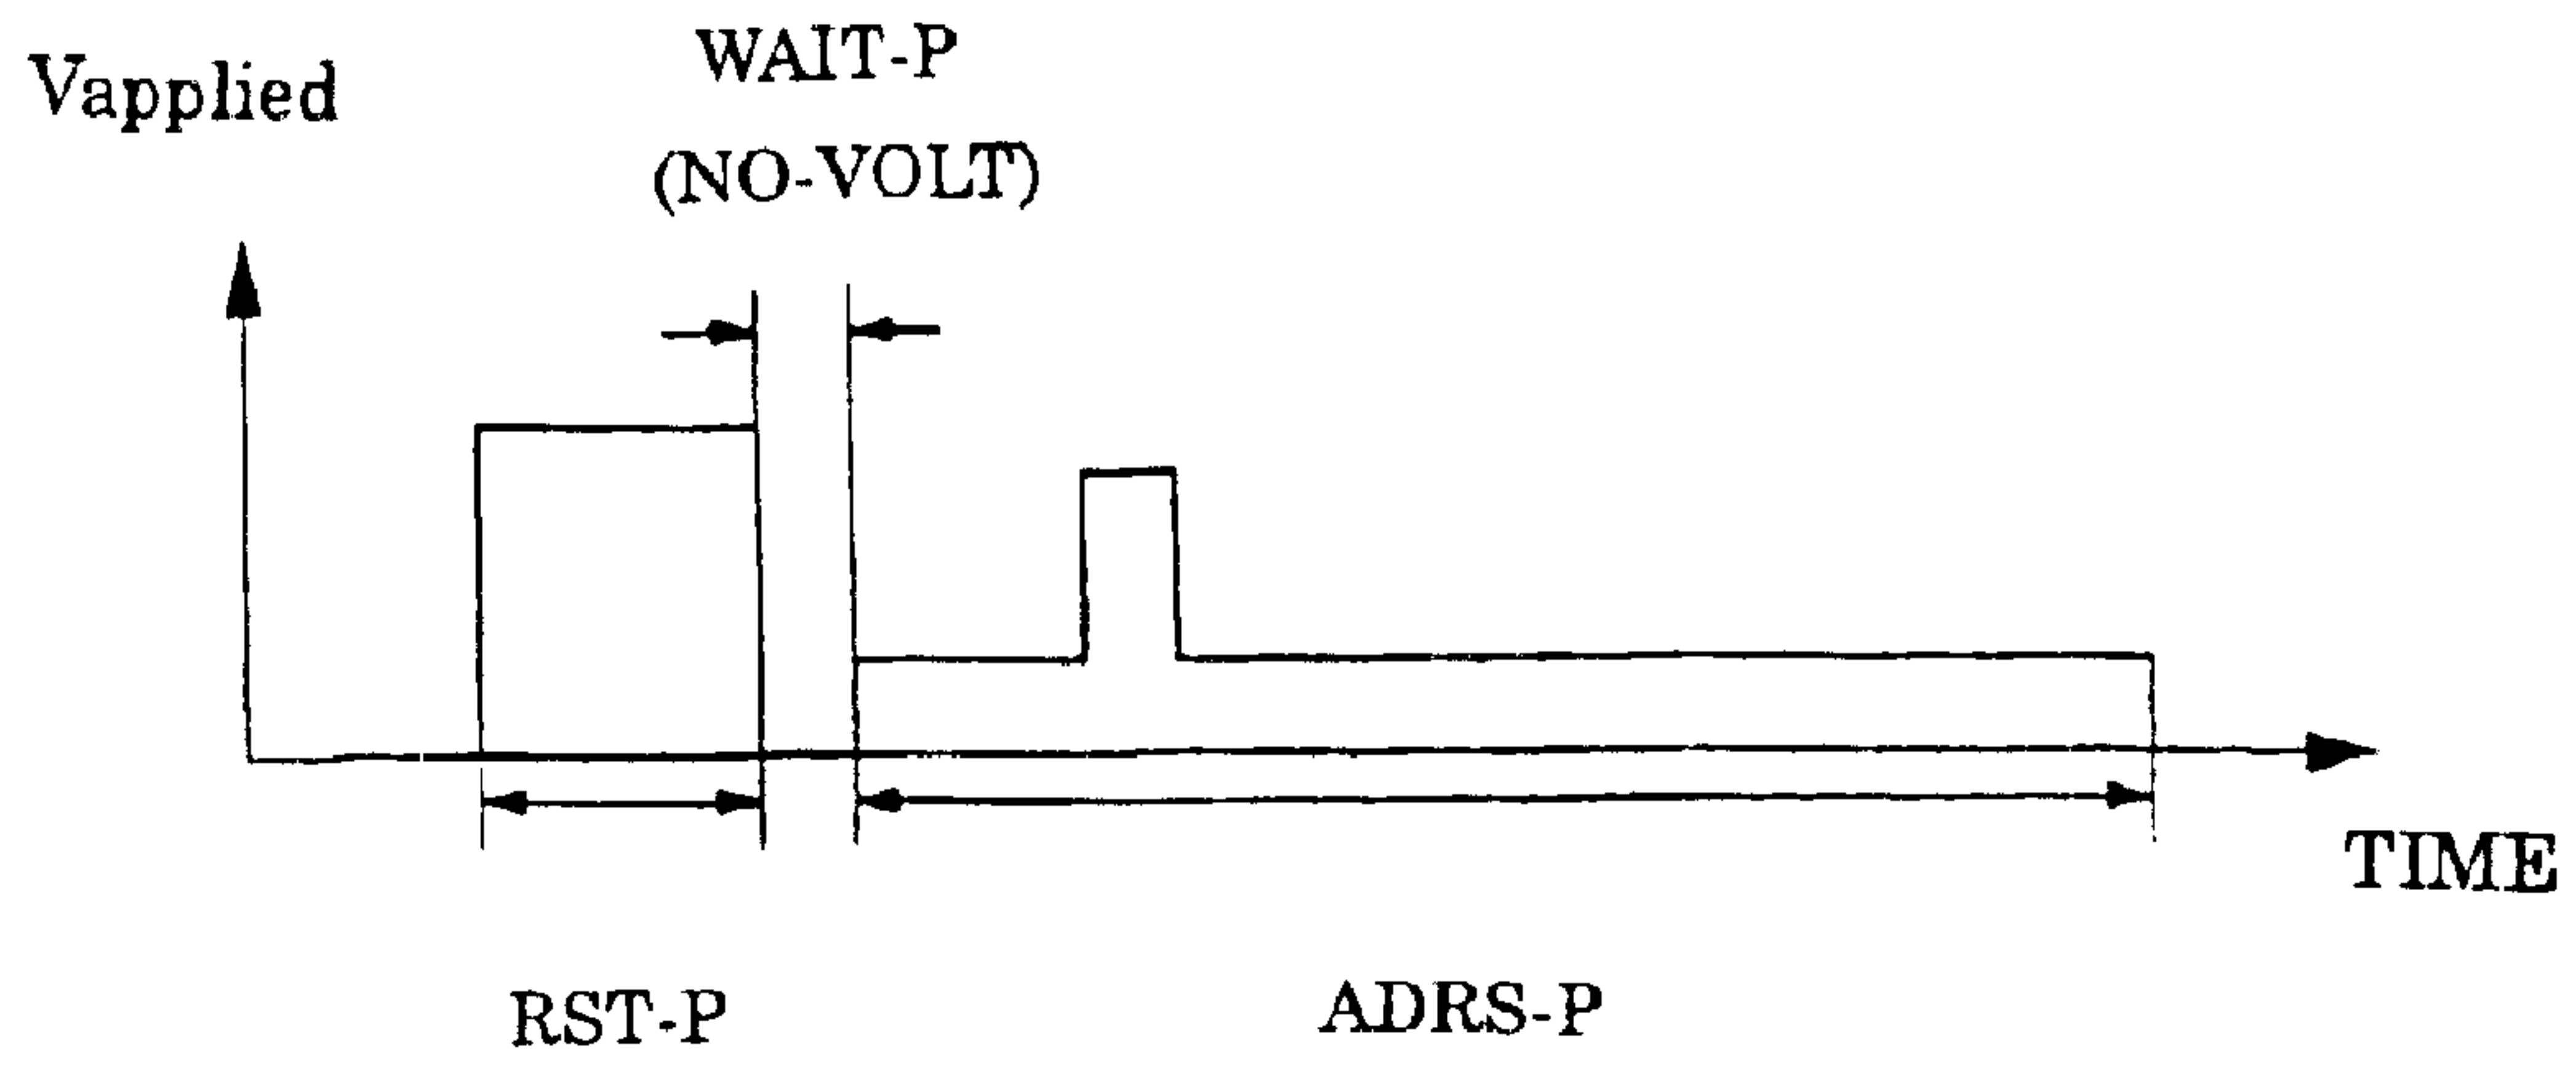 Vapplied
WAIT-P
(NO-VOLT)
TIME
RST-P
ADRS-P